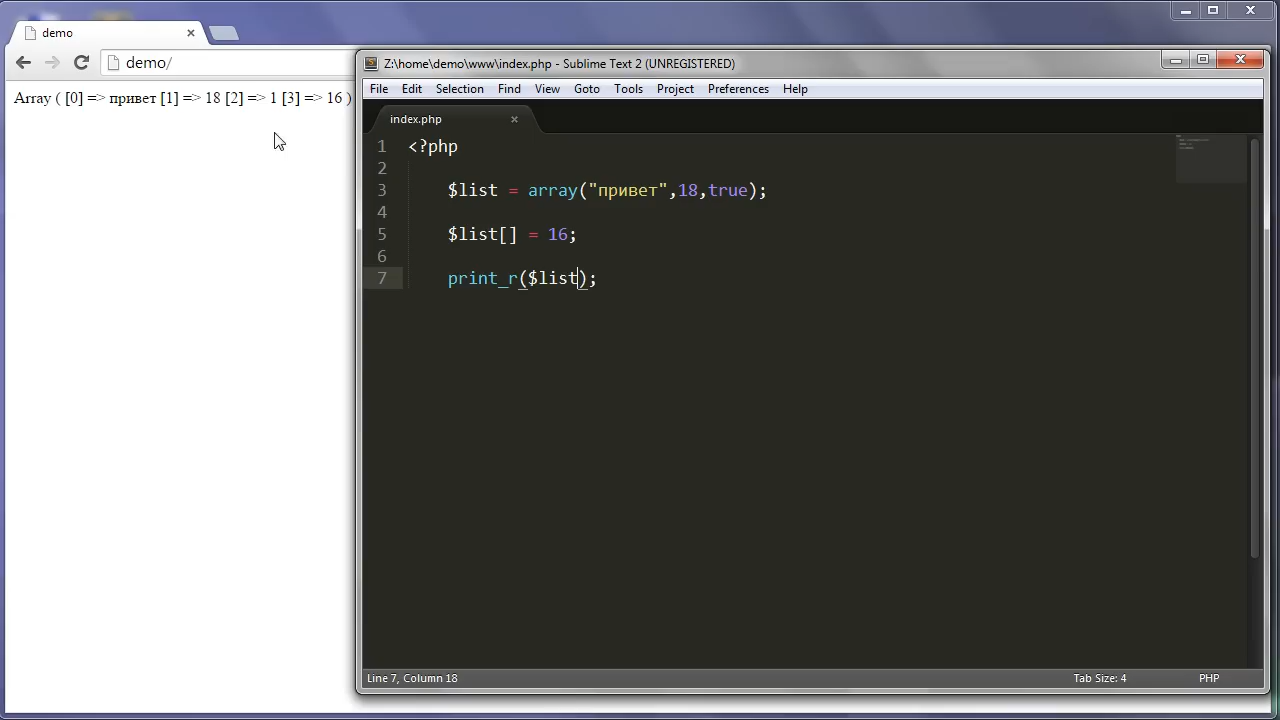 demo
demo/
Array ( [0] => привет [1] => 18 [2] => 1 [3] => 16 )
Z:\home\demo\www\index.php - Sublime Text 2 (UNREGISTERED)
File Edit Selection Find View Goto Tools Project Preferences Help
index.php
1 <?php
2
3 $list = array("привет",18,true);
4
5 $list[] = 16;
6
7 print_r($list);
Line 7, Column 18 Tab Size: 4 PHP